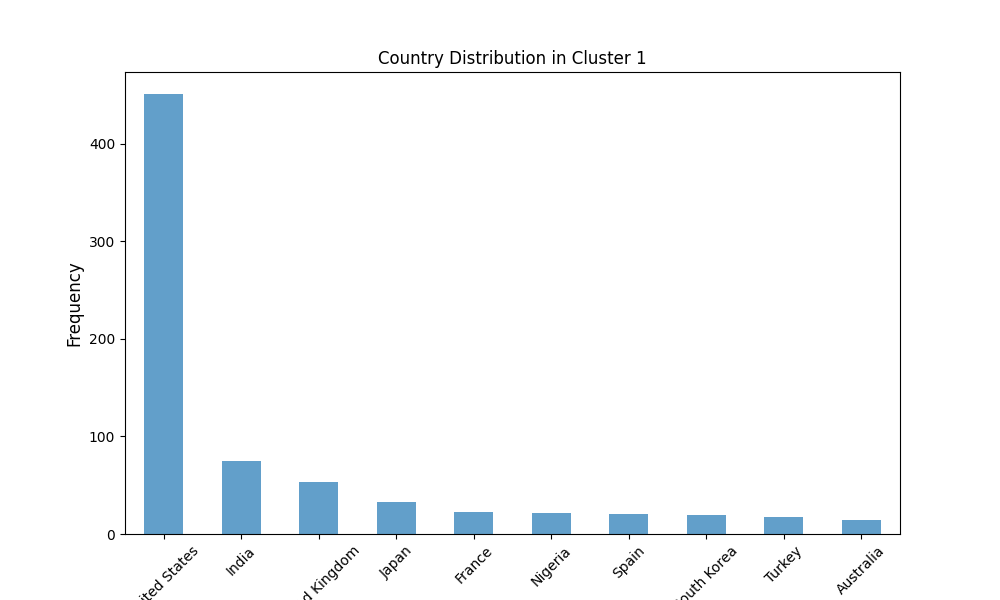 Country Distribution in Cluster 1
Frequency
400
300
200
100
0
ited States
India
d Kingdom
Japan
France
Nigeria
Spain
outh Korea
Turkey
Australia